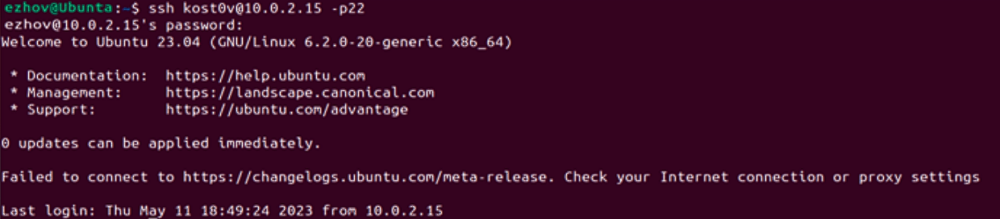 ezhov@Ubunta:~$ ssh kost0v@10.0.2.15 -p22
ezhov@10.0.2.15's password:
Welcome to Ubuntu 23.04 (GNU/Linux 6.2.0-20-generic x86_64)
* Documentation: https://help.ubuntu.com
* Management: https://landscape.canonical.com
* Support: https://ubuntu.com/advantage
0 updates can be applied immediately.
Failed to connect to https://changelogs.ubuntu.com/meta-release. Check your Internet connection or proxy settings
Last login: Thu May 11 18:49:24 2023 from 10.0.2.15